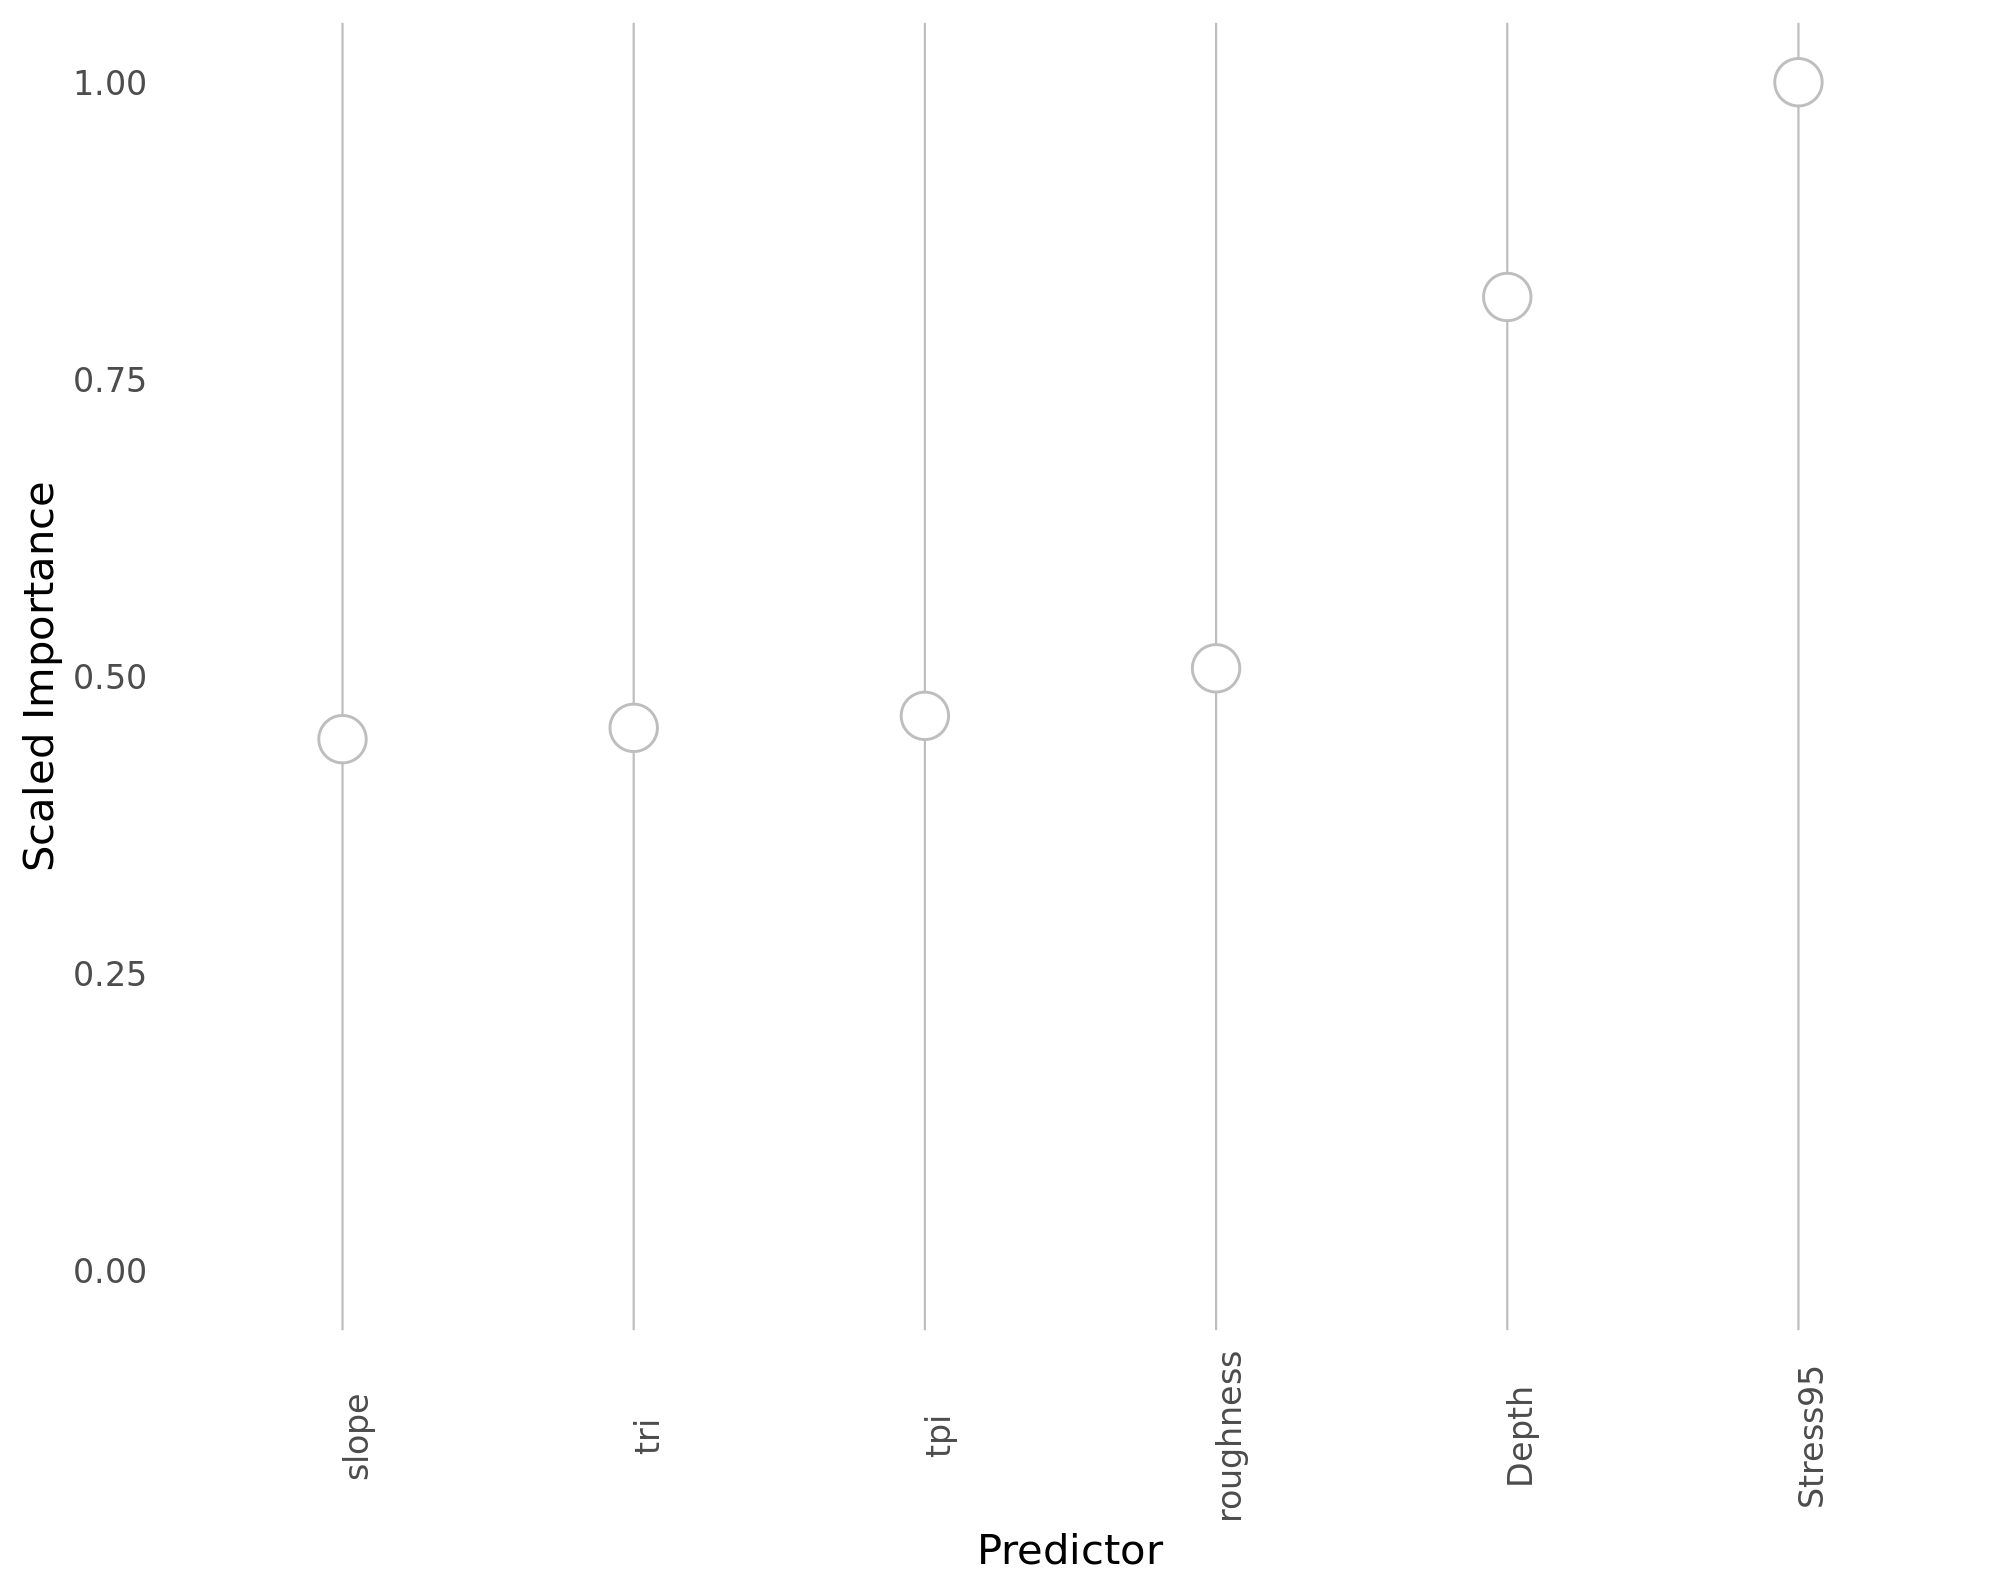 Scaled Importance
1.00
0.75
0.50
0.25
0.00
slope
tri
tpi
roughness
Depth
Stress95
Predictor